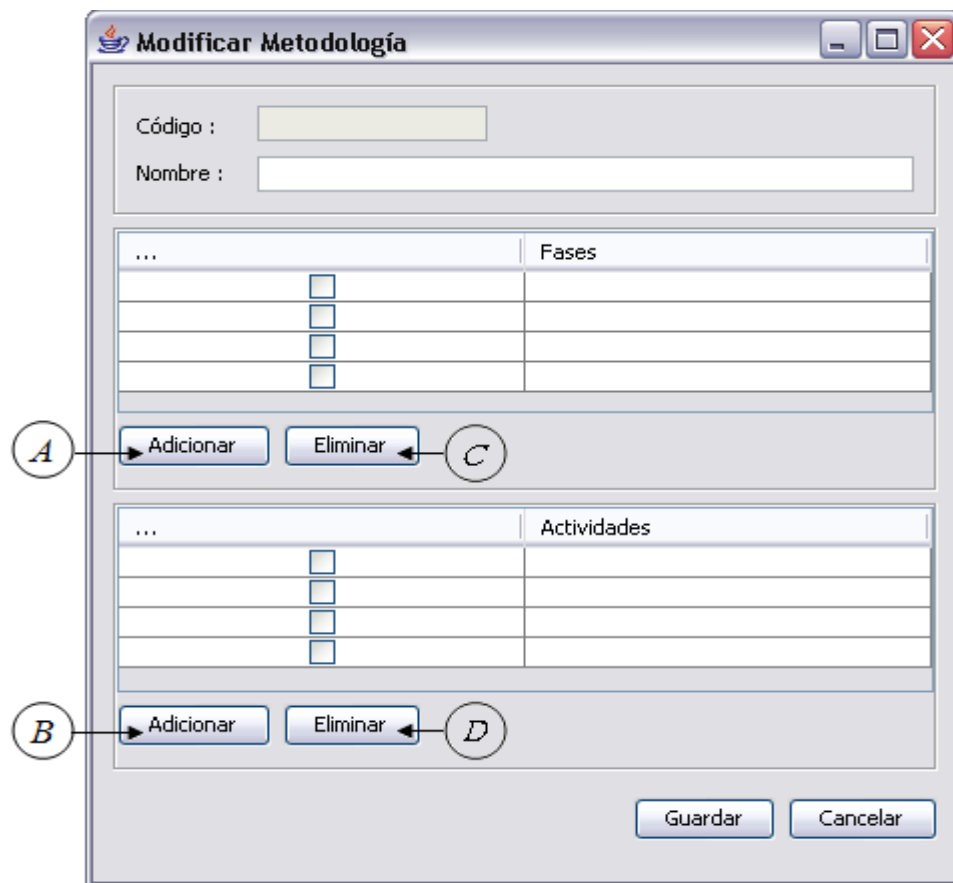 Modificar Metodología
Código :
Nombre :
... Fases
A Adicionar Eliminar C
... Actividades
B Adicionar Eliminar D
Guardar Cancelar